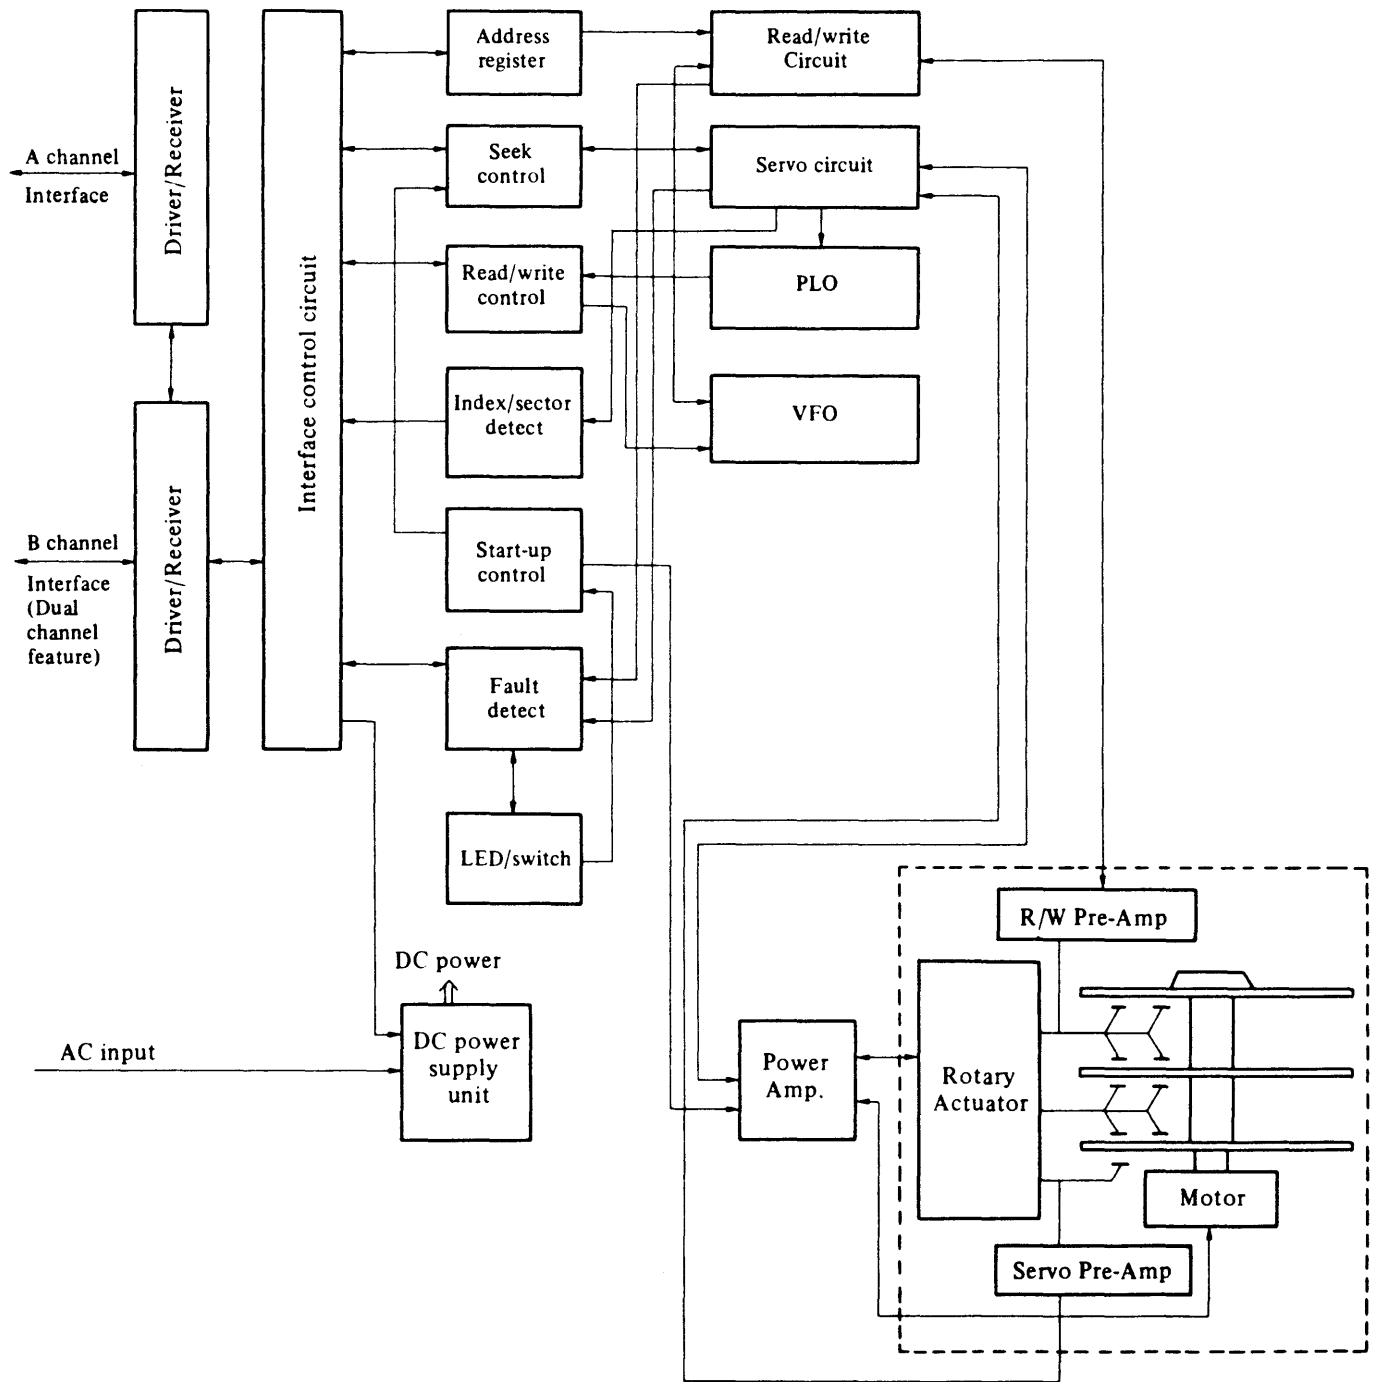 A channel
Interface
Driver/Receiver
B channel
Interface
(Dual
channel
feature)
Driver/Receiver
Interface control circuit
Address
register
Seek
control
Read/write
control
Index/sector
detect
Start-up
control
Fault
detect
LED/switch
Read/write
Circuit
Servo circuit
PLO
VFO
AC input
DC power
DC power
supply
unit
Power
Amp.
R/W Pre-Amp
Rotary
Actuator
Motor
Servo Pre-Amp